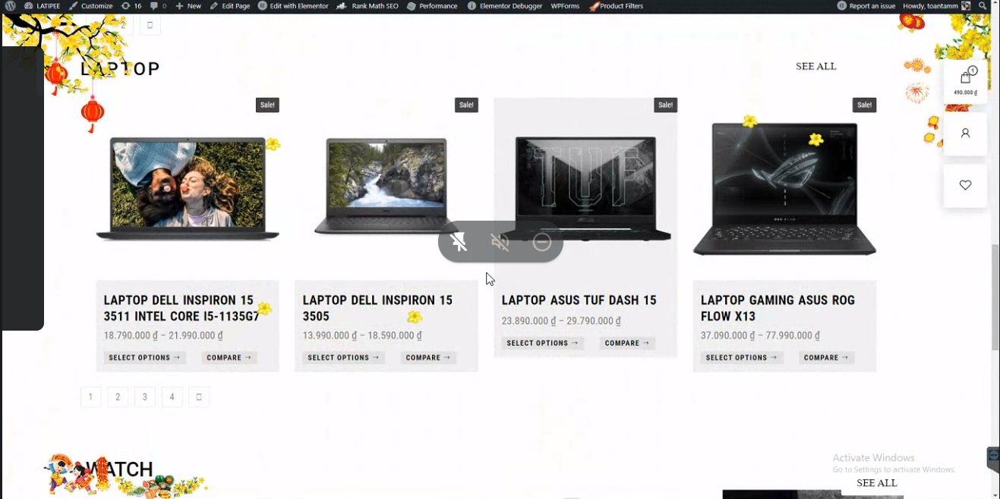 LATIPEE Customize 16 0 New Edit Page Edit with Elementor Rank Math SEO Performance Elementor Debugger WPForms Product Filters Report an issue Howdy, toantamm
2
LAPTOP
SEE ALL
1
490.000 ₫
Sale!
Sale!
Sale!
Sale!
TUF
LAPTOP DELL INSPIRON 15
3511 INTEL CORE I5-1135G7
18.790.000 ₫ – 21.990.000 ₫
SELECT OPTIONS → COMPARE →
LAPTOP DELL INSPIRON 15
3505
13.990.000 ₫ – 18.590.000 ₫
SELECT OPTIONS → COMPARE →
LAPTOP ASUS TUF DASH 15
23.890.000 ₫ – 29.790.000 ₫
SELECT OPTIONS → COMPARE →
LAPTOP GAMING ASUS ROG
FLOW X13
37.090.000 ₫ – 77.990.000 ₫
SELECT OPTIONS → COMPARE →
1 2 3 4
WATCH
Activate Windows
Go to Settings to activate Windows.
SEE ALL